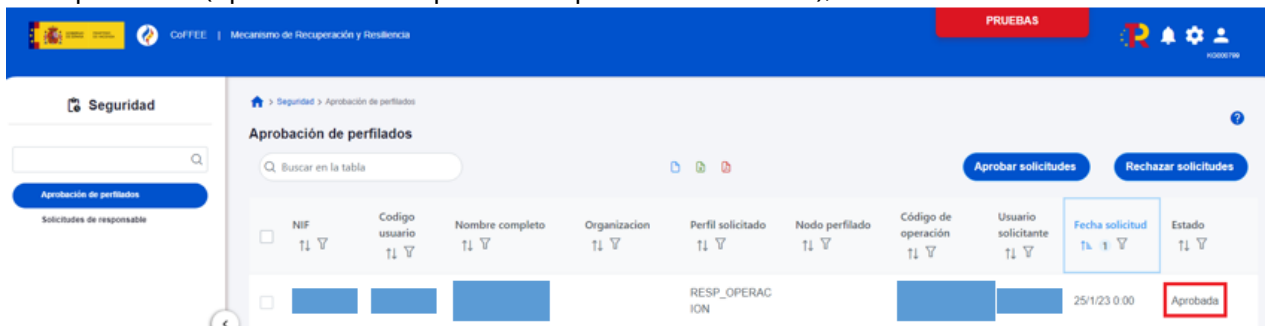 PRUEBAS
CoFFEE | Mecanismo de Recuperación y Resiliencia
Seguridad
> Seguridad > Aprobación de perfilados
Aprobación de perfilados
Buscar en la tabla
Aprobar solicitudes
Rechazar solicitudes
Aprobación de perfilados
Solicitudes de responsable
NIF
Codigo
usuario
Nombre completo
Organizacion
Perfil solicitado
Nodo perfilado
Código de
operación
Usuario
solicitante
Fecha solicitud
1
Estado
RESP_OPERAC
ION
25/1/23 0:00
Aprobada